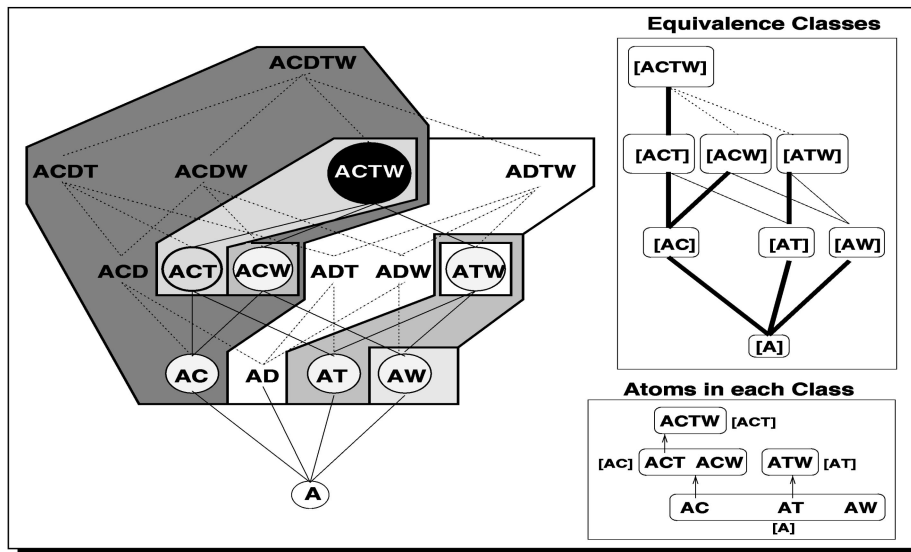 ACDTW
ACDT ACDW ACTW ADTW
ACD ACT ACW ADT ADW ATW
AC AD AT AW
A
Equivalence Classes
[ACTW]
[ACT] [ACW] [ATW]
[AC] [AT] [AW]
[A]
Atoms in each Class
ACTW [ACT]
[AC] ACT ACW ATW [AT]
AC AT AW
[A]